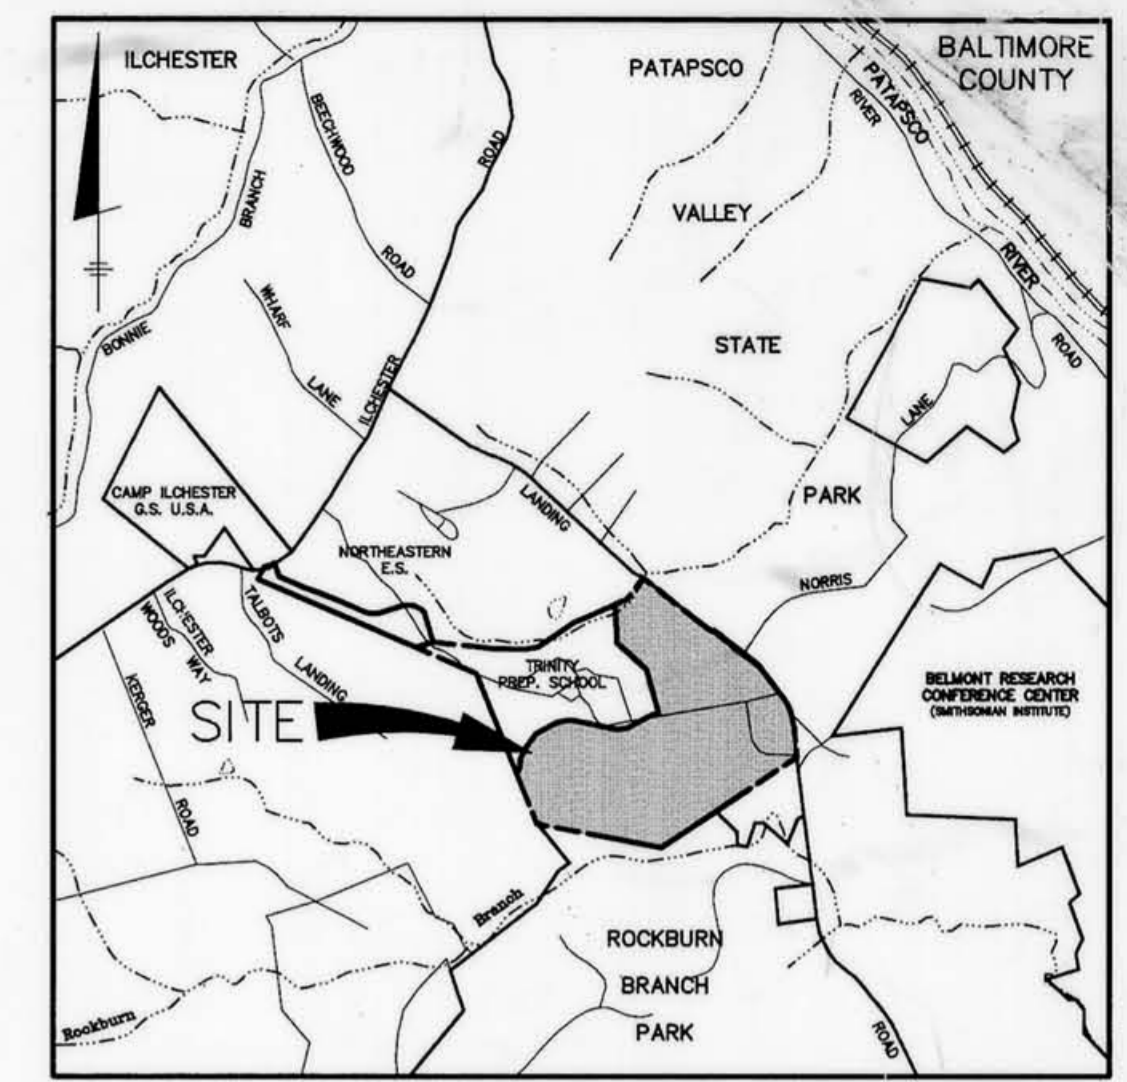 ILCHESTER
PATAPSCO
BALTIMORE
COUNTY
PATAPSCO
RIVER
BEECHWOOD
ROAD
ROAD
BRANCH
VALLEY
RIVER
ROAD
WHARF
LANE
BONNIE
STATE
ILCHESTER
LANE
CAMP ILCHESTER
G.S. U.S.A.
LANDING
PARK
NORTHEASTERN
E.S.
NORRIS
TALBOTS
LANDING
ILCHESTER
WOODS WAY
KERGER
ROAD
TRINITY
PREP. SCHOOL
BELMONT RESEARCH
CONFERENCE CENTER
(SMITHSONIAN INSTITUTE)
SITE
Branch
Rockburn
ROCKBURN
BRANCH
PARK
ROAD